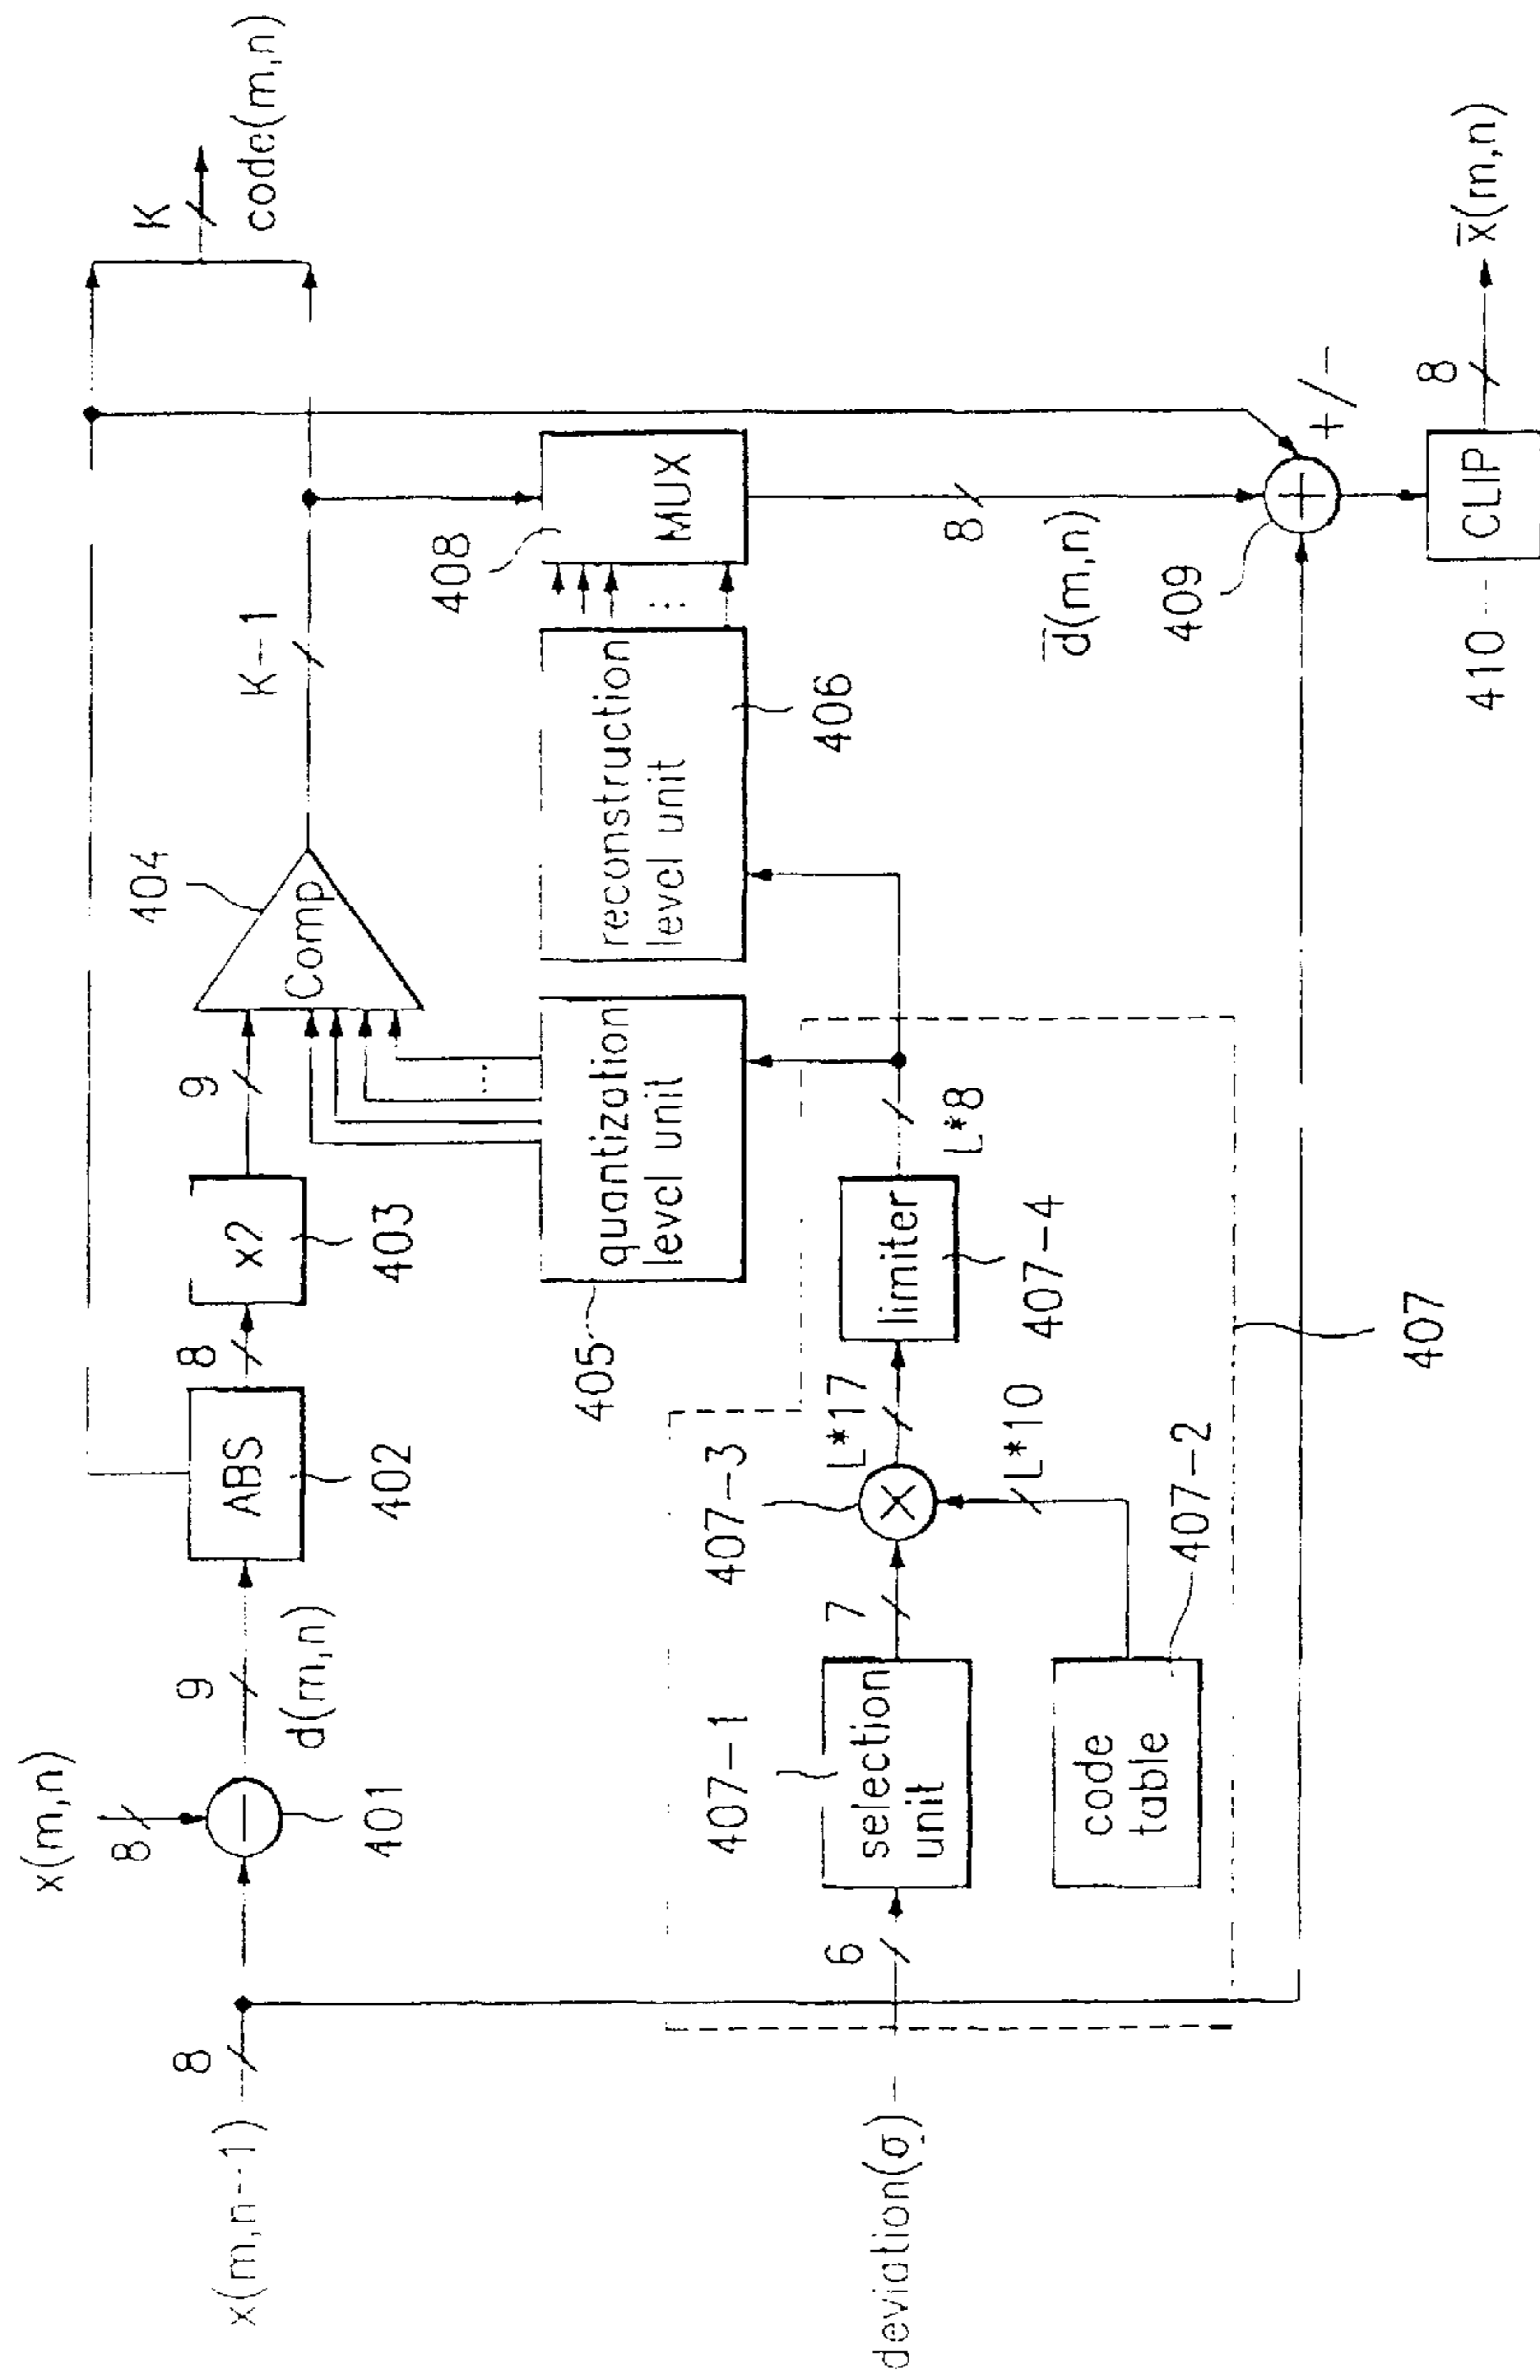 x(m,n)
8
401
x(m,n-1)
8
9
d(m,n)
ABS
402
8
x2
403
9
Comp
404
K-1
K
code(m,n)
405
quantization
level unit
reconstruction
level unit
406
408
MUX
8
d̄(m,n)
409
+/-
CLIP
410
8
x̄(m,n)
deviation(σ)
6
407-1
selection
unit
7
407-3
L*17
L*10
code
table
407-2
limiter
407-4
L*8
407